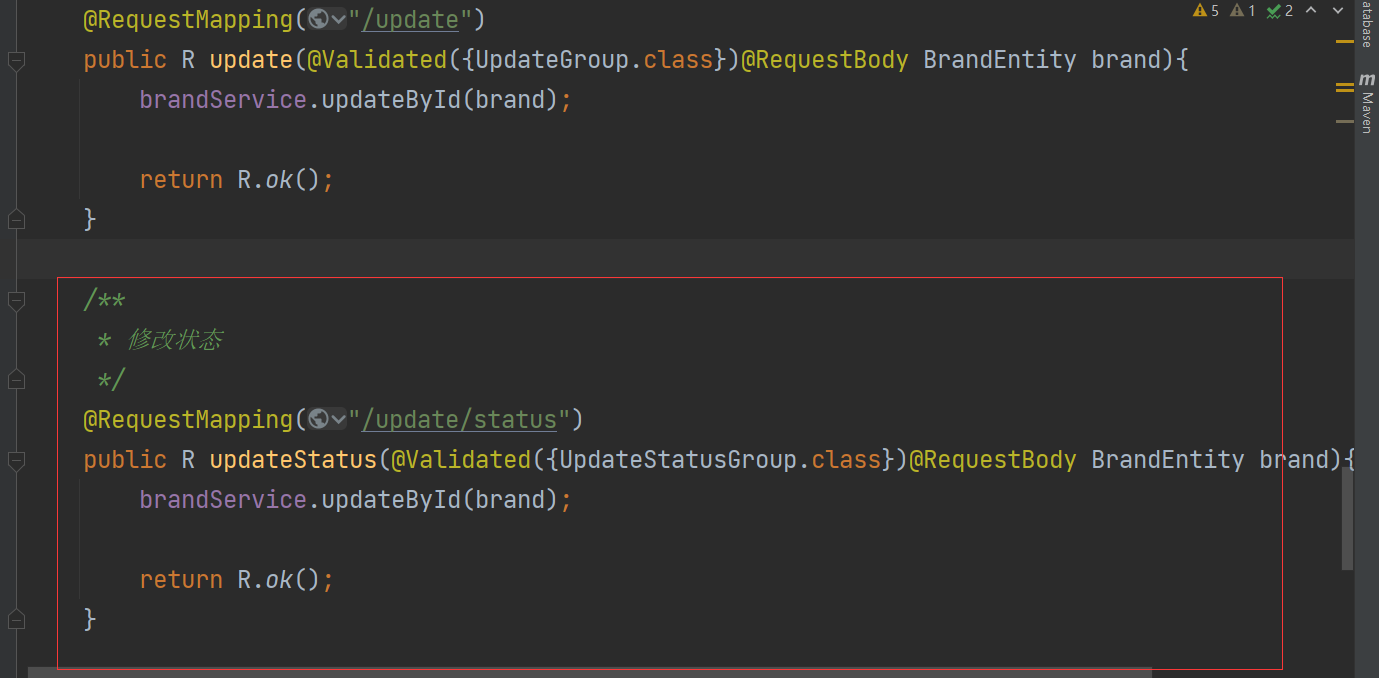 @RequestMapping("/update")
5 1 2
public R update(@Validated({UpdateGroup.class})@RequestBody BrandEntity brand){
brandService.updateById(brand);
return R.ok();
}
/**
* 修改状态
*/
@RequestMapping("/update/status")
public R updateStatus(@Validated({UpdateStatusGroup.class})@RequestBody BrandEntity brand){
brandService.updateById(brand);
return R.ok();
}
atabase
m Maven